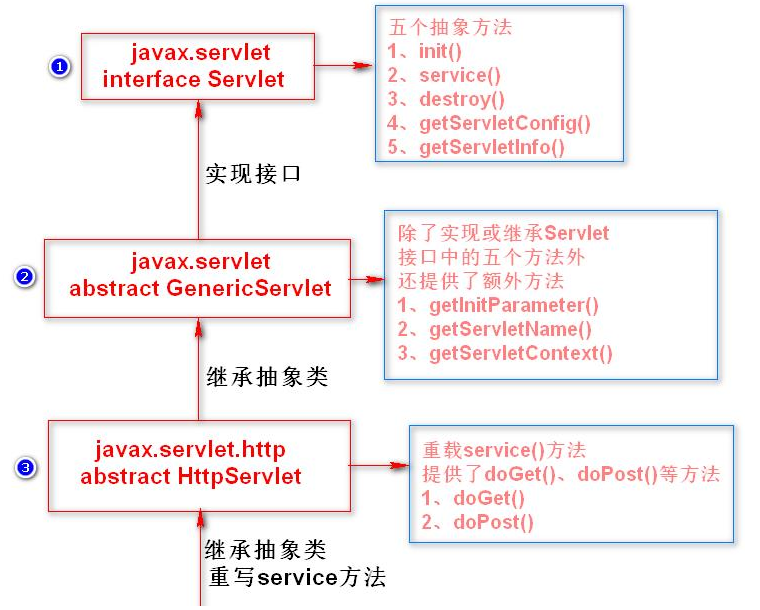 ❶
javax.servlet
interface Servlet
五个抽象方法
1、init()
2、service()
3、destroy()
4、getServletConfig()
5、getServletInfo()
实现接口
❷
javax.servlet
abstract GenericServlet
除了实现或继承Servlet
接口中的五个方法外
还提供了额外方法
1、getInitParameter()
2、getServletName()
3、getServletContext()
继承抽象类
❸
javax.servlet.http
abstract HttpServlet
重载service()方法
提供了doGet()、doPost()等方法
1、doGet()
2、doPost()
继承抽象类
重写service方法